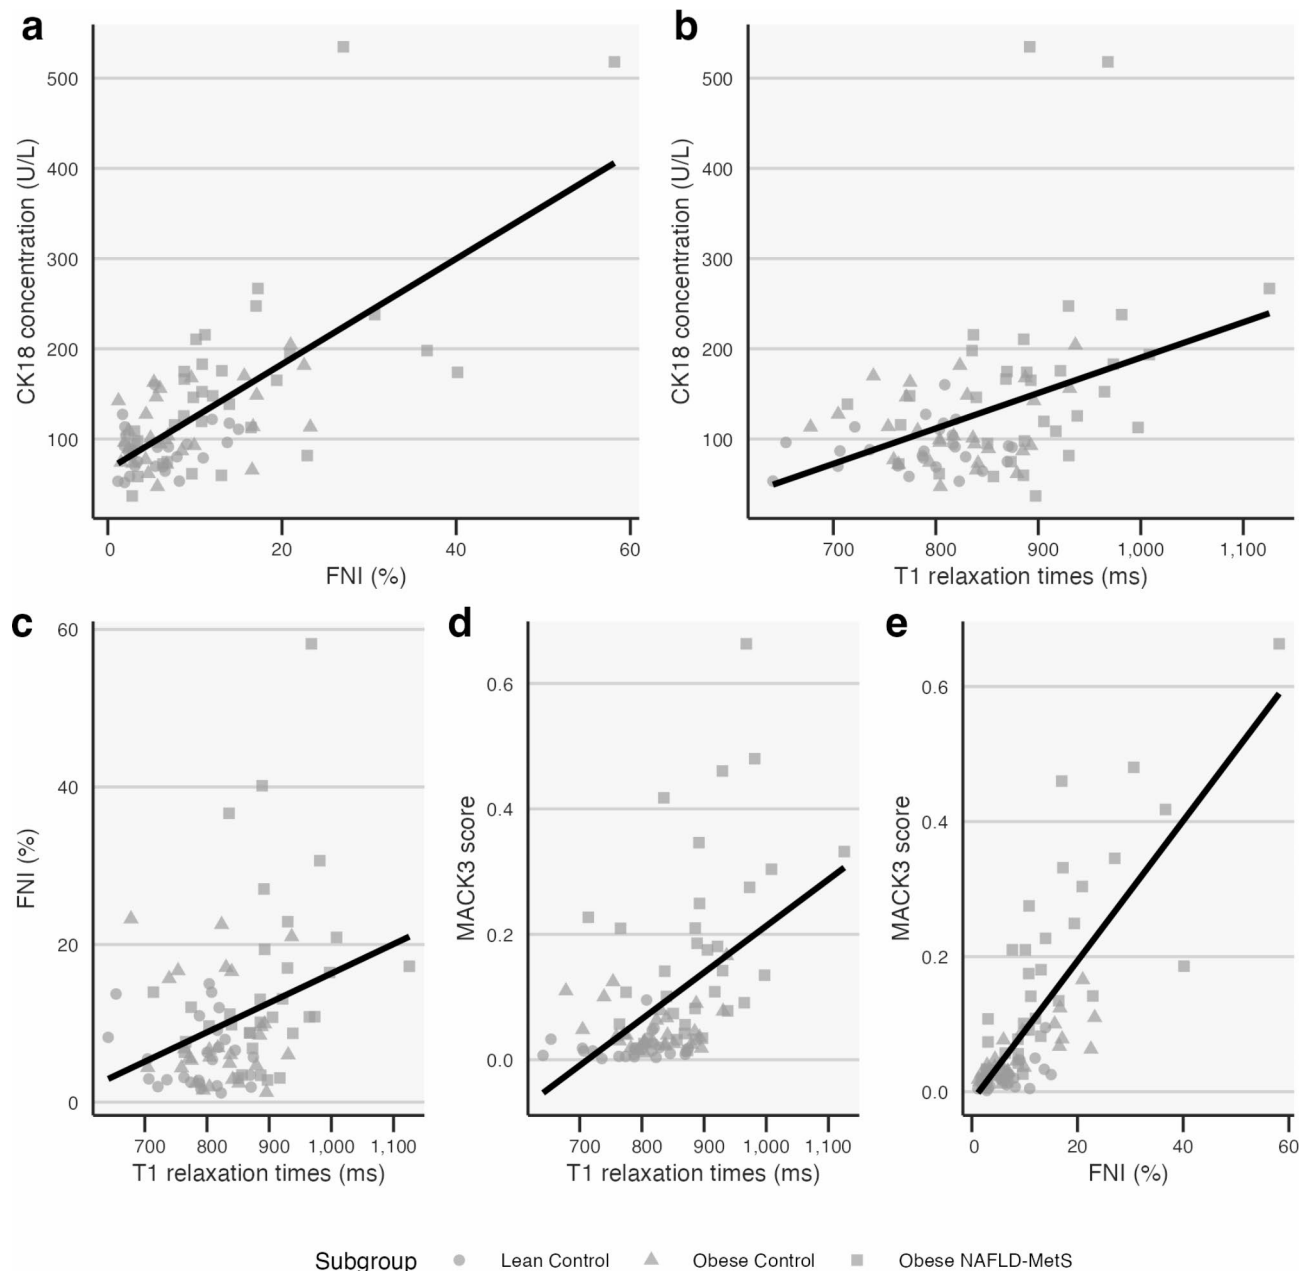 a
b
500
400
300
200
100
CK18 concentration (U/L)
0 20 40 60
FNI (%)
500
400
300
200
100
CK18 concentration (U/L)
700 800 900 1,000 1,100
T1 relaxation times (ms)
c
d
e
60
40
20
0
FNI (%)
700 800 900 1,000 1,100
T1 relaxation times (ms)
0.6
0.4
0.2
0.0
MACK3 score
700 800 900 1,000 1,100
T1 relaxation times (ms)
0.6
0.4
0.2
0.0
MACK3 score
0 20 40 60
FNI (%)
Subgroup Lean Control Obese Control Obese NAFLD-MetS